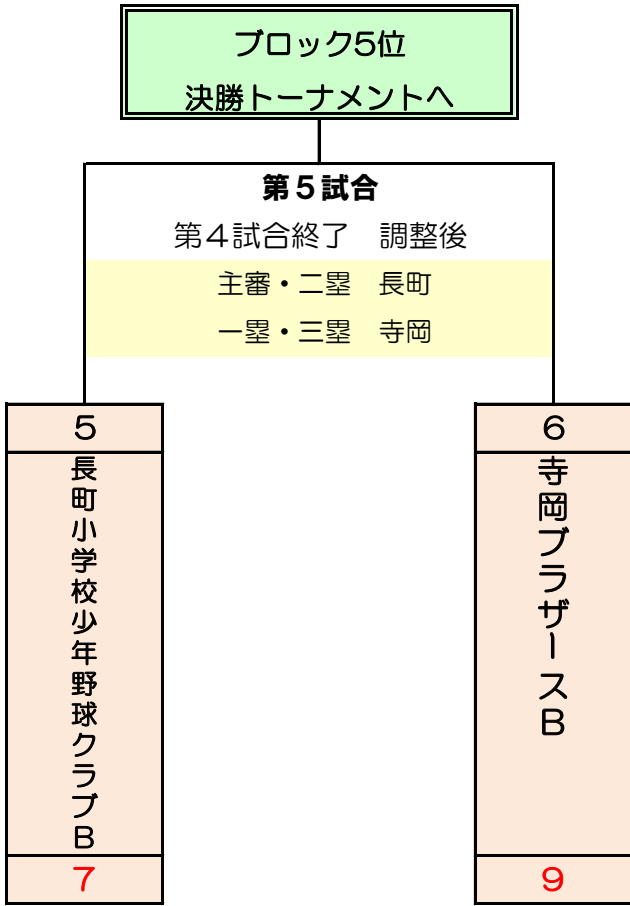 ブロック5位
決勝トーナメントへ
第５試合
第４試合終了　調整後
主審・二塁　長町
一塁・三塁　寺岡
５
長町小学校少年野球クラブＢ
７
６
寺岡ブラザースＢ
９